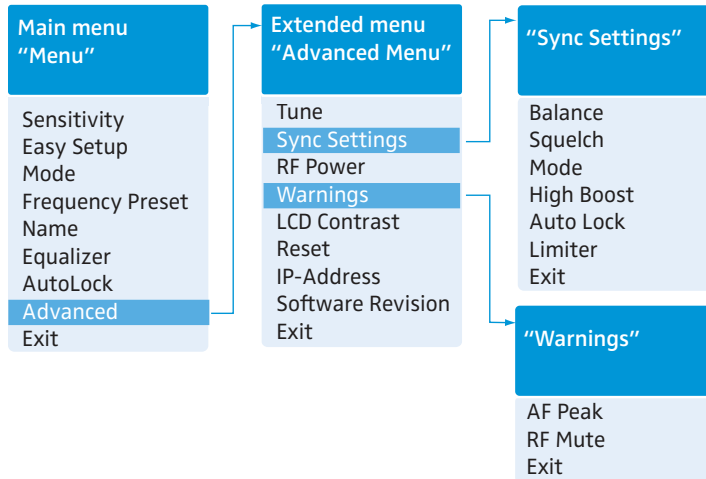 Main menu
“Menu”
Sensitivity
Easy Setup
Mode
Frequency Preset
Name
Equalizer
AutoLock
Advanced
Exit
Extended menu
“Advanced Menu”
Tune
Sync Settings
RF Power
Warnings
LCD Contrast
Reset
IP-Address
Software Revision
Exit
“Sync Settings”
Balance
Squelch
Mode
High Boost
Auto Lock
Limiter
Exit
“Warnings”
AF Peak
RF Mute
Exit